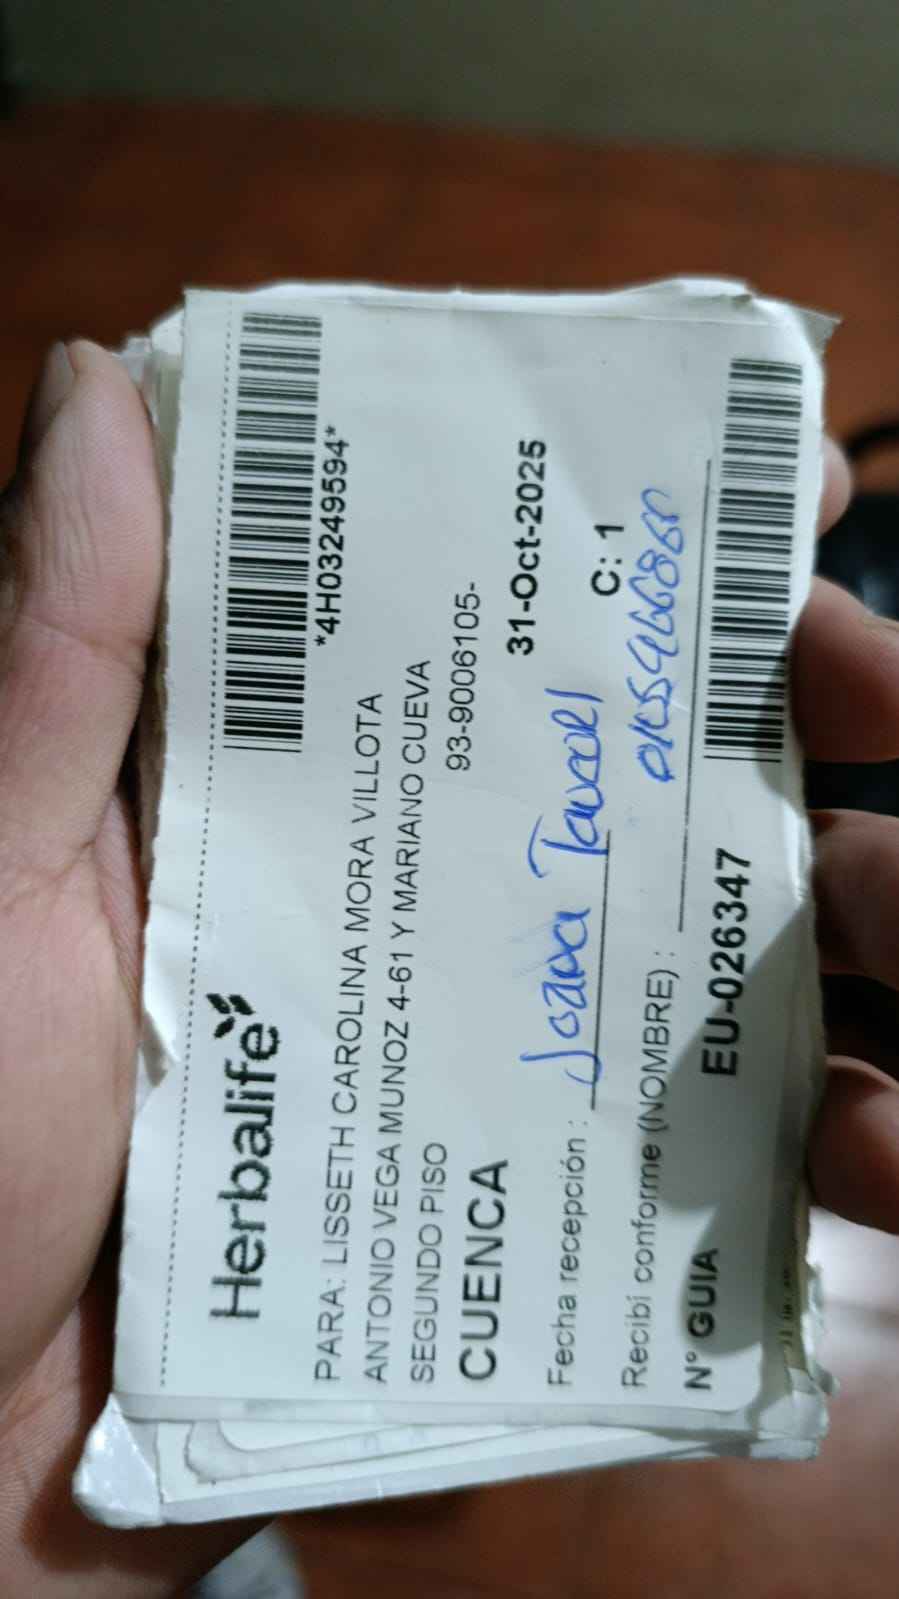 Herbalife
*4H03249594*
PARA: LISSETH CAROLINA MORA VILLOTA
ANTONIO VEGA MUNOZ 4-61 Y MARIANO CUEVA
SEGUNDO PISO
93-9006105-
CUENCA
31-Oct-2025
Fecha recepción : Joana
C: 1
Recibí conforme (NOMBRE) :
N° GUIA EU-026347